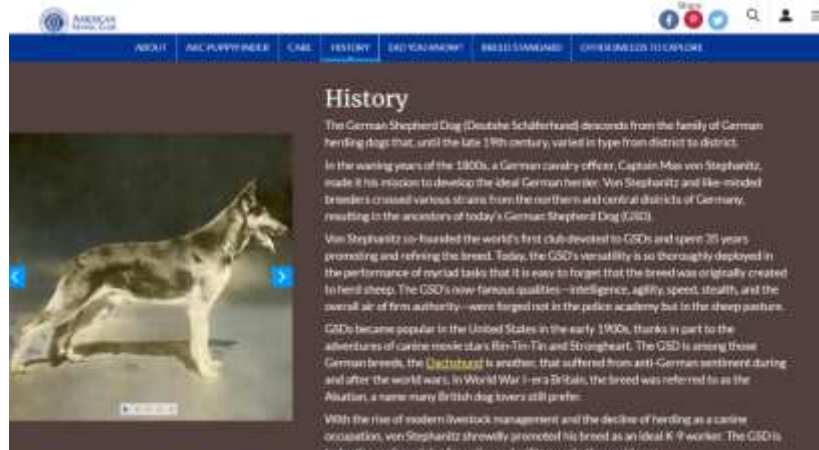 Share
AMERICAN
KENNEL CLUB
ABOUT
AKC PUPPYFINDER
CARE
HISTORY
DID YOU KNOW?
BREED STANDARD
OTHER BREEDS TO EXPLORE
History
The German Shepherd Dog (Deutshe Schäferhund) descends from the family of German
herding dogs that, until the late 19th century, varied in type from district to district.
In the waning years of the 1800s, a German cavalry officer, Captain Max von Stephanitz,
made it his mission to develop the ideal German herder. Von Stephanitz and like-minded
breeders crossed various strains from the northern and central districts of Germany,
resulting in the ancestors of today's German Shepherd Dog (GSD).
Von Stephanitz co-founded the world's first club devoted to GSDs and spent 35 years
promoting and refining the breed. Today, the GSD's versatility is so thoroughly deployed in
the performance of myriad tasks that it is easy to forget that the breed was originally created
to herd sheep. The GSD's now-famous qualities—intelligence, agility, speed, stealth, and the
overall air of firm authority—were forged not in the police academy but in the sheep pasture.
GSDs became popular in the United States in the early 1900s, thanks in part to the
adventures of canine movie stars Rin-Tin-Tin and Strongheart. The GSD is among those
German breeds, the Dachshund is another, that suffered from anti-German sentiment during
and after the world wars. In World War I-era Britain, the breed was referred to as the
Alsatian, a name many British dog lovers still prefer.
With the rise of modern livestock management and the decline of herding as a canine
occupation, von Stephanitz shrewdly promoted his breed as an ideal K-9 worker. The GSD is